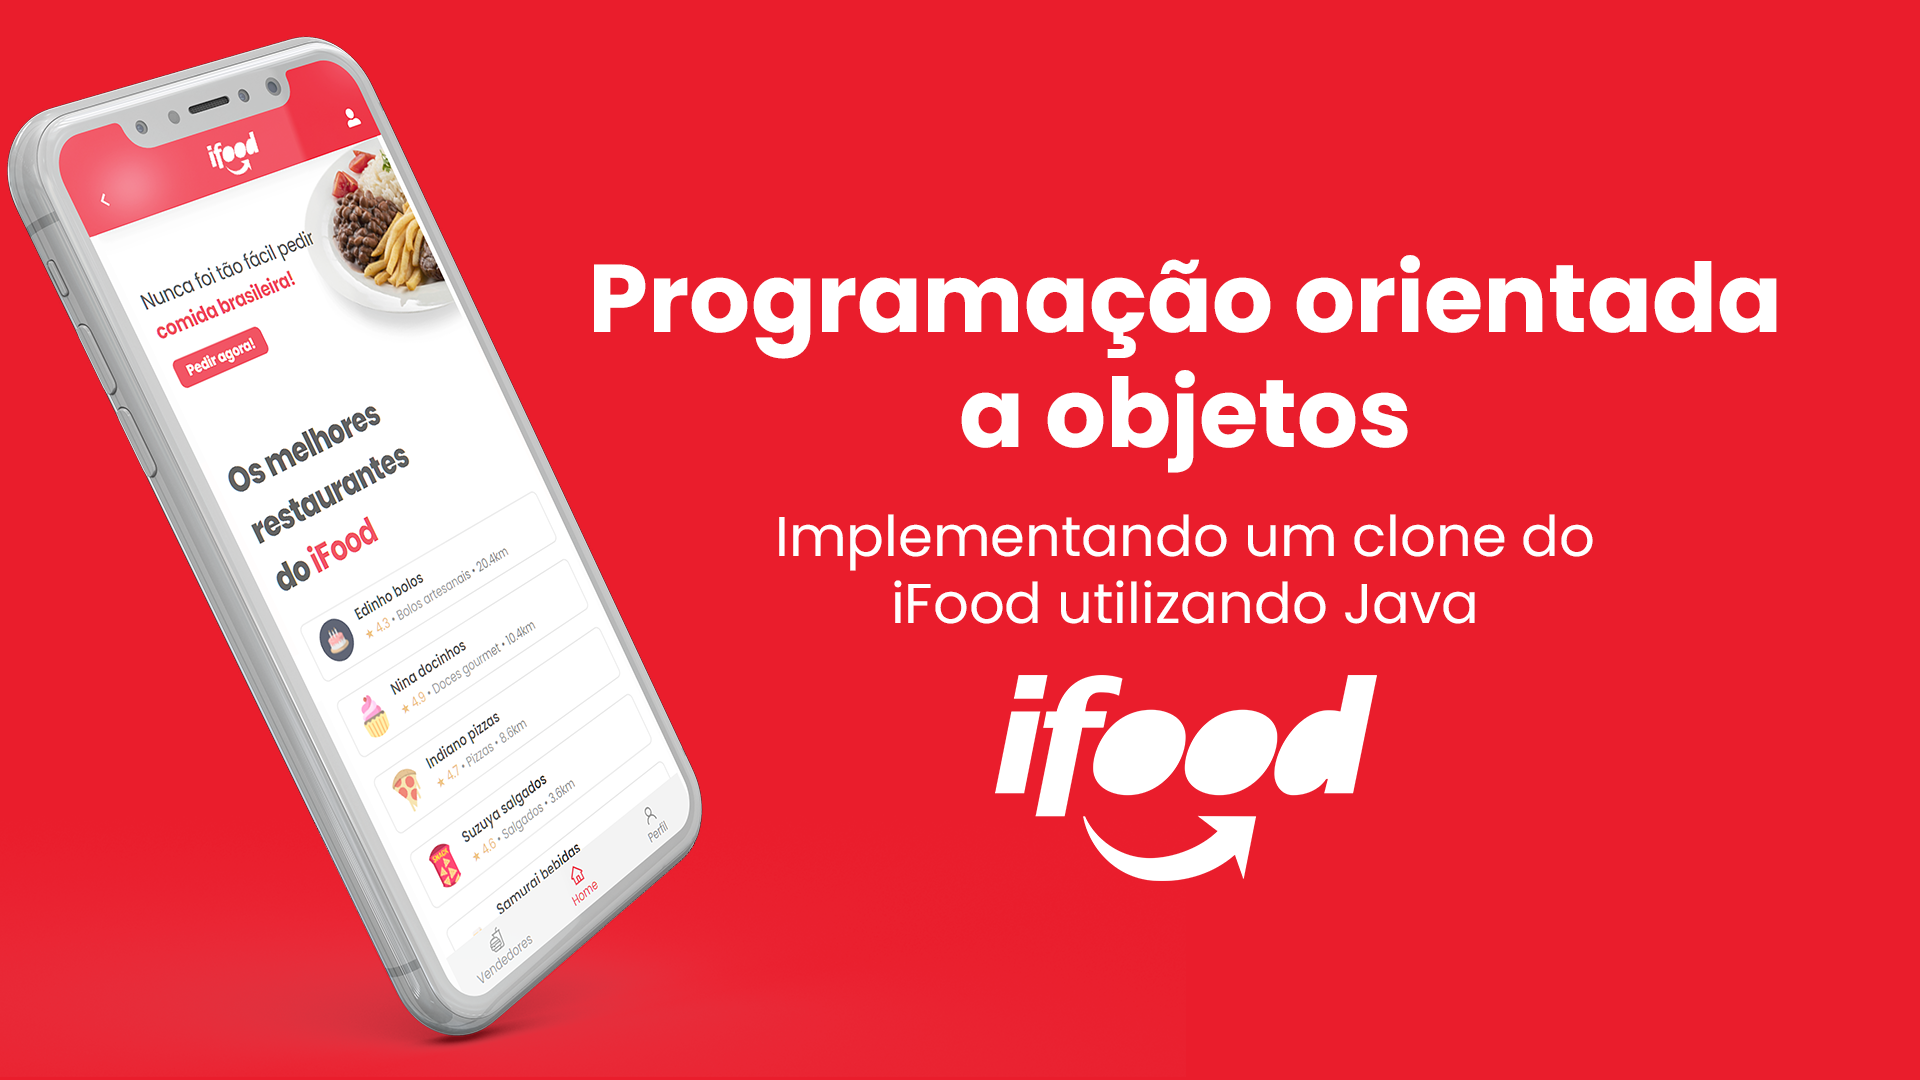 ifood
Nunca foi tão fácil pedir
comida brasileira!
Pedir agora!
Os melhores
restaurantes
do iFood
Edinho bolos
★ 4.3 • Bolos artesanais • 20.4km
Nina docinhos
★ 4.9 • Doces gourmet • 10.4km
Indiano pizzas
★ 4.7 • Pizzas • 8.6km
Suzuya salgados
★ 4.6 • Salgados • 3.6km
Samurai bebidas
Vendedores
Home
Perfil
Programação orientada
a objetos
Implementando um clone do
iFood utilizando Java
ifood